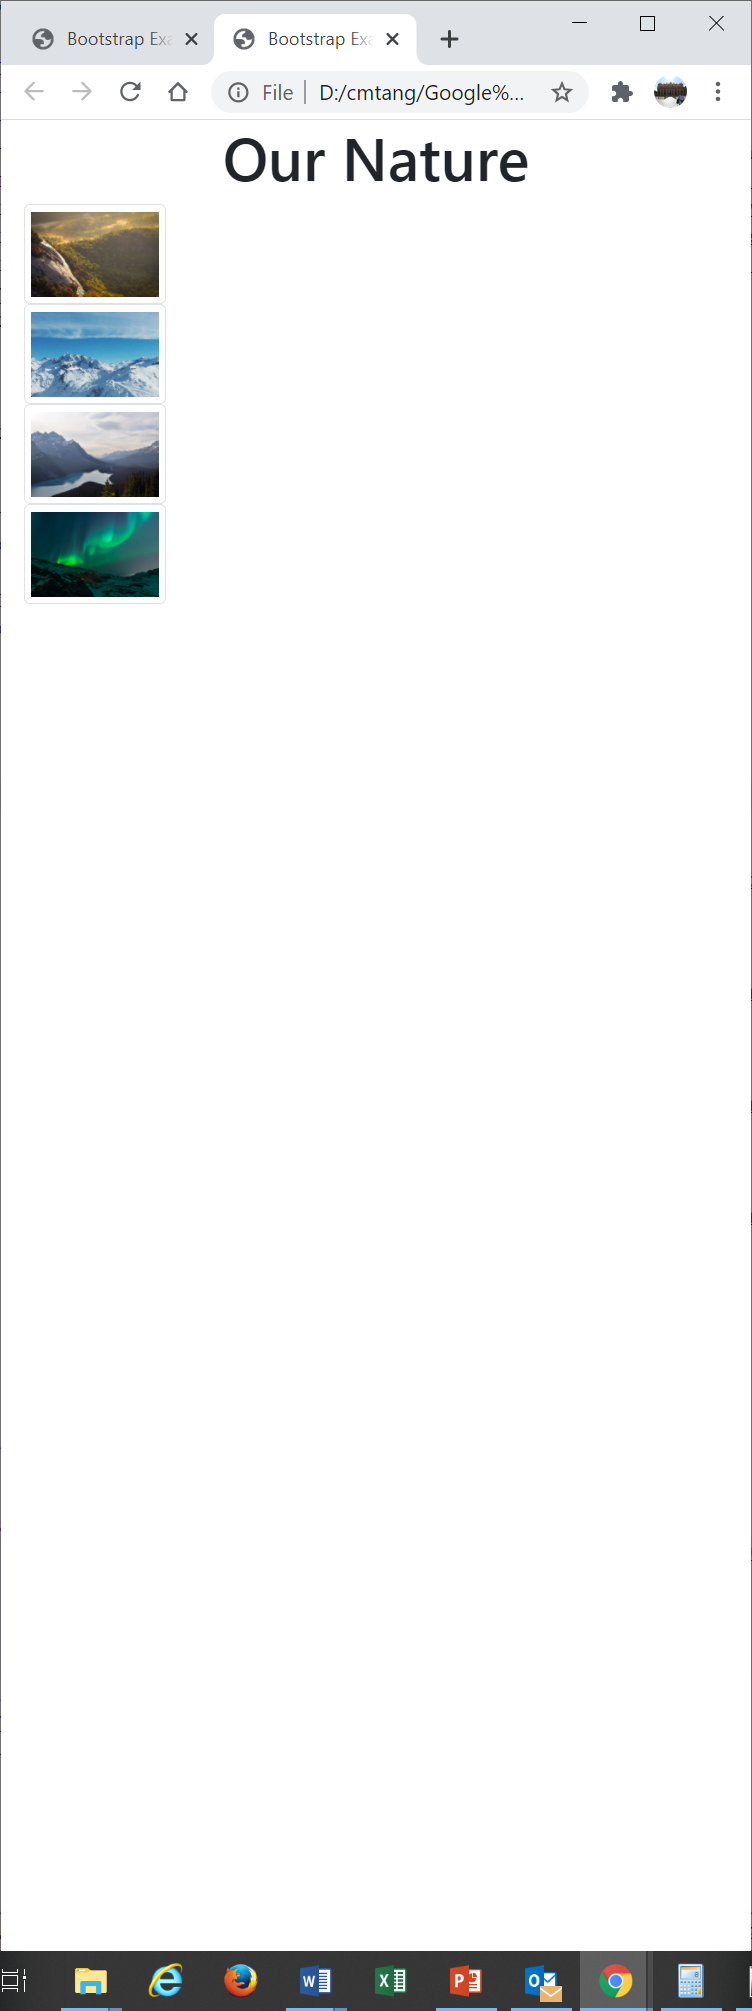 Bootstrap Exa
Bootstrap Exa
File
D:/cmtang/Google%...
Our Nature